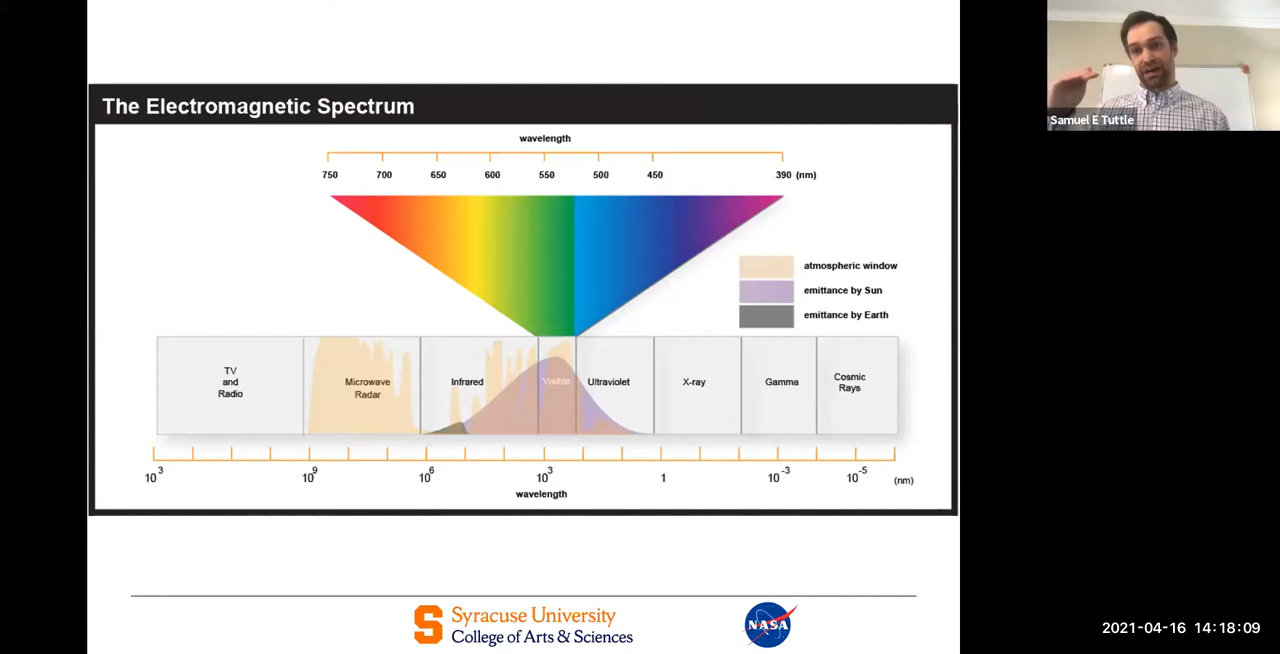 Samuel E Tuttle
The Electromagnetic Spectrum
wavelength
750 700 650 600 550 500 450 390 (nm)
atmospheric window
emittance by Sun
emittance by Earth
TV and Radio
Microwave Radar
Infrared
Visible
Ultraviolet
X-ray
Gamma
Cosmic Rays
10³ 10⁹ 10⁶ 10³ 1 10⁻³ 10⁻⁵ (nm)
wavelength
S Syracuse University
College of Arts & Sciences
NASA
2021-04-16 14:18:09